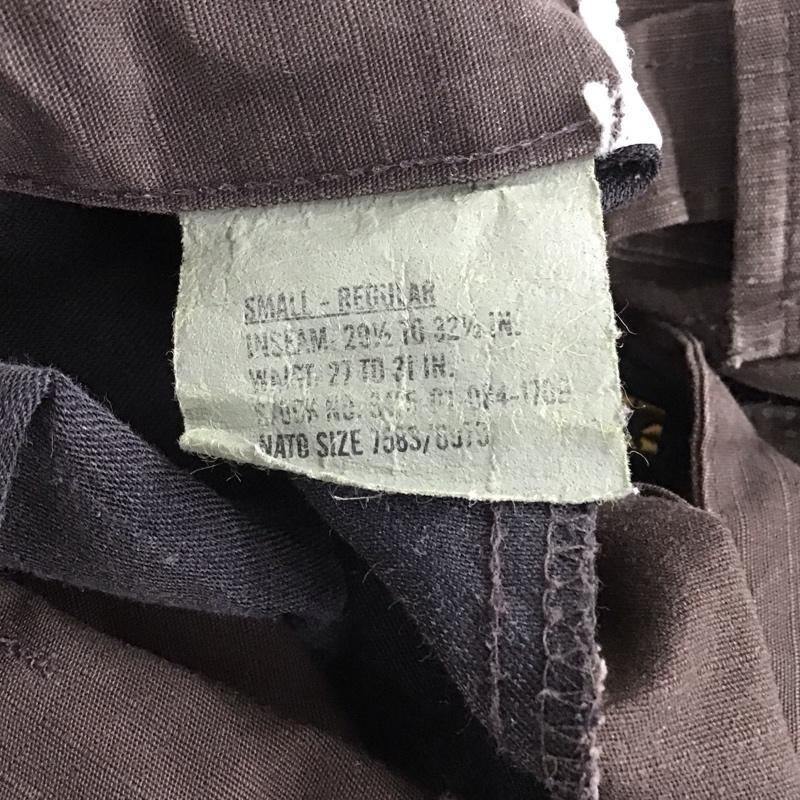 SMALL - REGULAR
INSEAM: 29½ TO 32½ IN.
WAIST: 27 TO 31 IN.
STOCK NO.
NATO SIZE